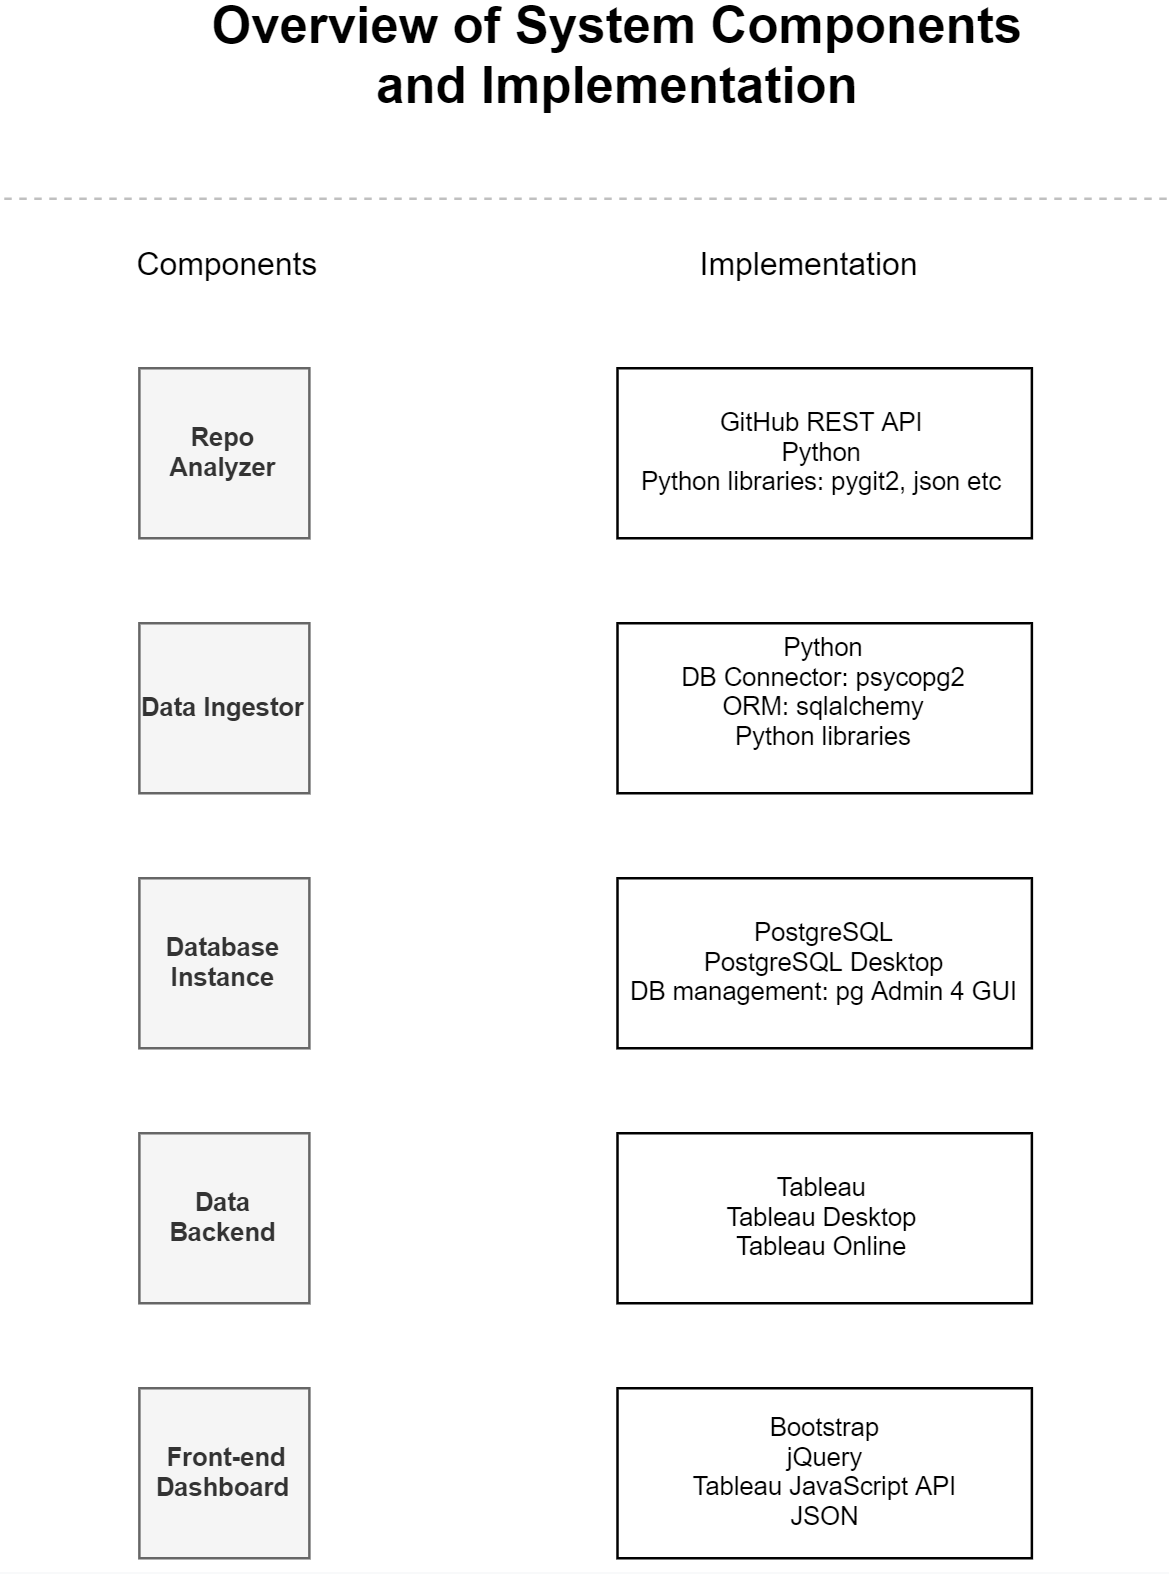 Overview of System Components
and Implementation
Components
Implementation
Repo
Analyzer
GitHub REST API
Python
Python libraries: pygit2, json etc
Data Ingestor
Python
DB Connector: psycopg2
ORM: sqlalchemy
Python libraries
Database
Instance
PostgreSQL
PostgreSQL Desktop
DB management: pg Admin 4 GUI
Data
Backend
Tableau
Tableau Desktop
Tableau Online
Front-end
Dashboard
Bootstrap
jQuery
Tableau JavaScript API
JSON